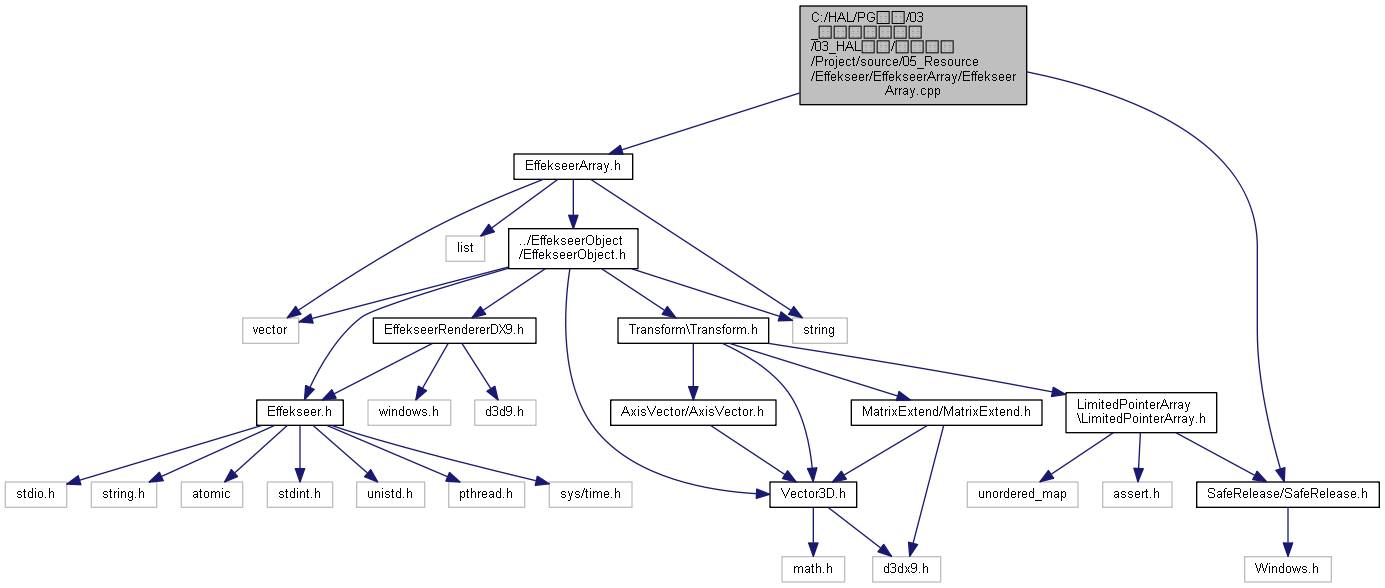 C:/HAL/PG□□/03
_□□□□□□□
/03_HAL□□/□□□□
/Project/source/05_Resource
/Effekseer/EffekseerArray/Effekseer
Array.cpp
EffekseerArray.h
list
../EffekseerObject
/EffekseerObject.h
vector
EffekseerRendererDX9.h
Transform\Transform.h
string
Effekseer.h
windows.h
d3d9.h
AxisVector/AxisVector.h
MatrixExtend/MatrixExtend.h
LimitedPointerArray
\LimitedPointerArray.h
stdio.h
string.h
atomic
stdint.h
unistd.h
pthread.h
sys/time.h
Vector3D.h
unordered_map
assert.h
SafeRelease/SafeRelease.h
math.h
d3dx9.h
Windows.h